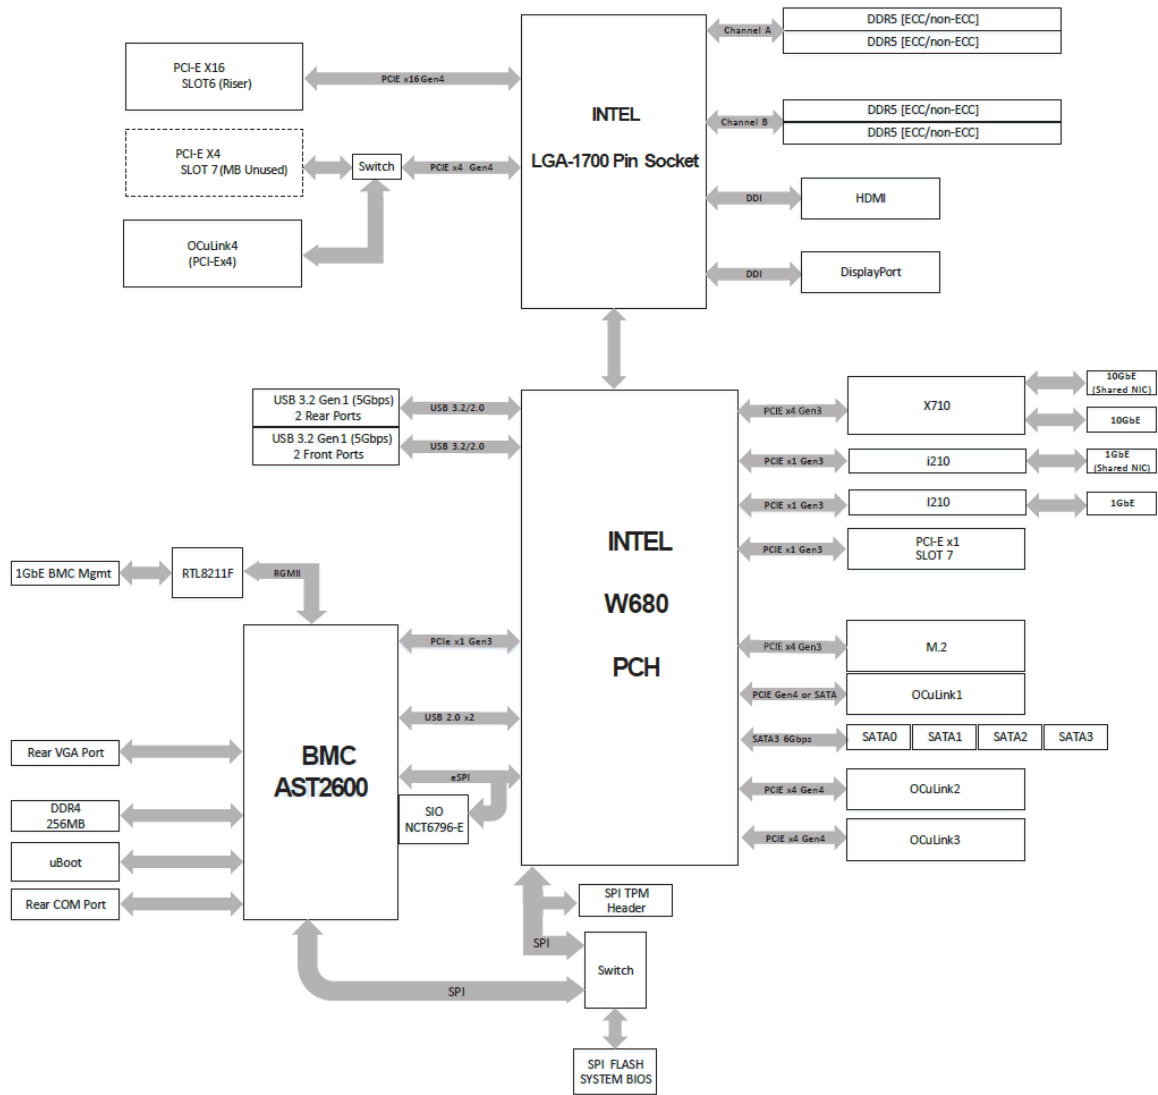 DDR5 [ECC/non-ECC]
Channel A
DDR5 [ECC/non-ECC]
PCI-E X16
SLOT6 (Riser)
PCIE x16 Gen4
INTEL
LGA-1700 Pin Socket
DDR5 [ECC/non-ECC]
Channel B
DDR5 [ECC/non-ECC]
PCI-E X4
SLOT 7 (MB Unused)
Switch
PCIE x4 Gen4
DDI
HDMI
OCuLink4
(PCI-Ex4)
DDI
DisplayPort
USB 3.2 Gen1 (5Gbps)
2 Rear Ports
USB 3.2/2.0
USB 3.2 Gen1 (5Gbps)
2 Front Ports
USB 3.2/2.0
INTEL
W680
PCH
PCIE x4 Gen3
X710
10GbE
(Shared NIC)
10GbE
PCIE x1 Gen3
i210
1GbE
(Shared NIC)
PCIE x1 Gen3
I210
1GbE
PCIE x1 Gen3
PCI-E x1
SLOT 7
1GbE BMC Mgmt
RTL8211F
RGMII
PCIe x1 Gen3
PCIE x4 Gen3
M.2
PCIE Gen4 or SATA
OCuLink1
USB 2.0 x2
SATA3 6Gbps
SATA0
SATA1
SATA2
SATA3
Rear VGA Port
BMC
AST2600
eSPI
SIO
NCT6796-E
PCIE x4 Gen4
OCuLink2
PCIE x4 Gen4
OCuLink3
DDR4
256MB
uBoot
Rear COM Port
SPI TPM
Header
SPI
Switch
SPI
SPI FLASH
SYSTEM BIOS